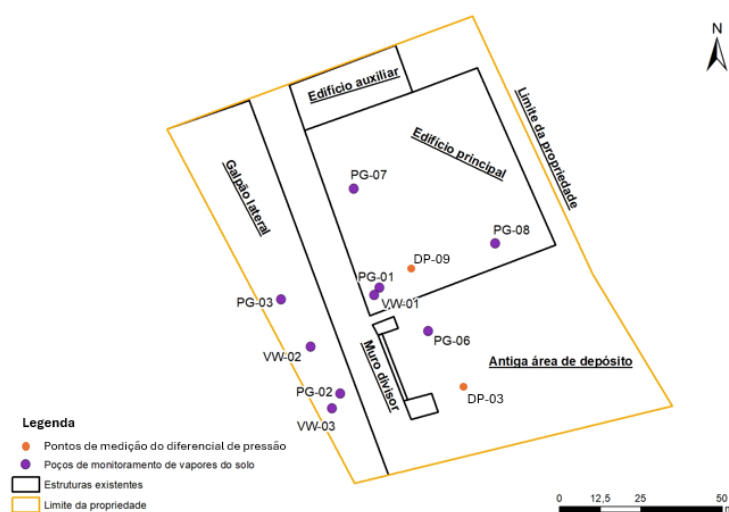 N
Edifício auxiliar
Limite da propriedade
Edifício principal
Galpão lateral
PG-07
PG-08
DP-09
PG-01
PG-03
VW-01
PG-06
VW-02
Muro divisor
Antiga área de depósito
PG-02
DP-03
VW-03
Legenda
Pontos de medição do diferencial de pressão
Poços de monitoramento de vapores do solo
Estruturas existentes
Limite da propriedade
0 12,5 25 50
m